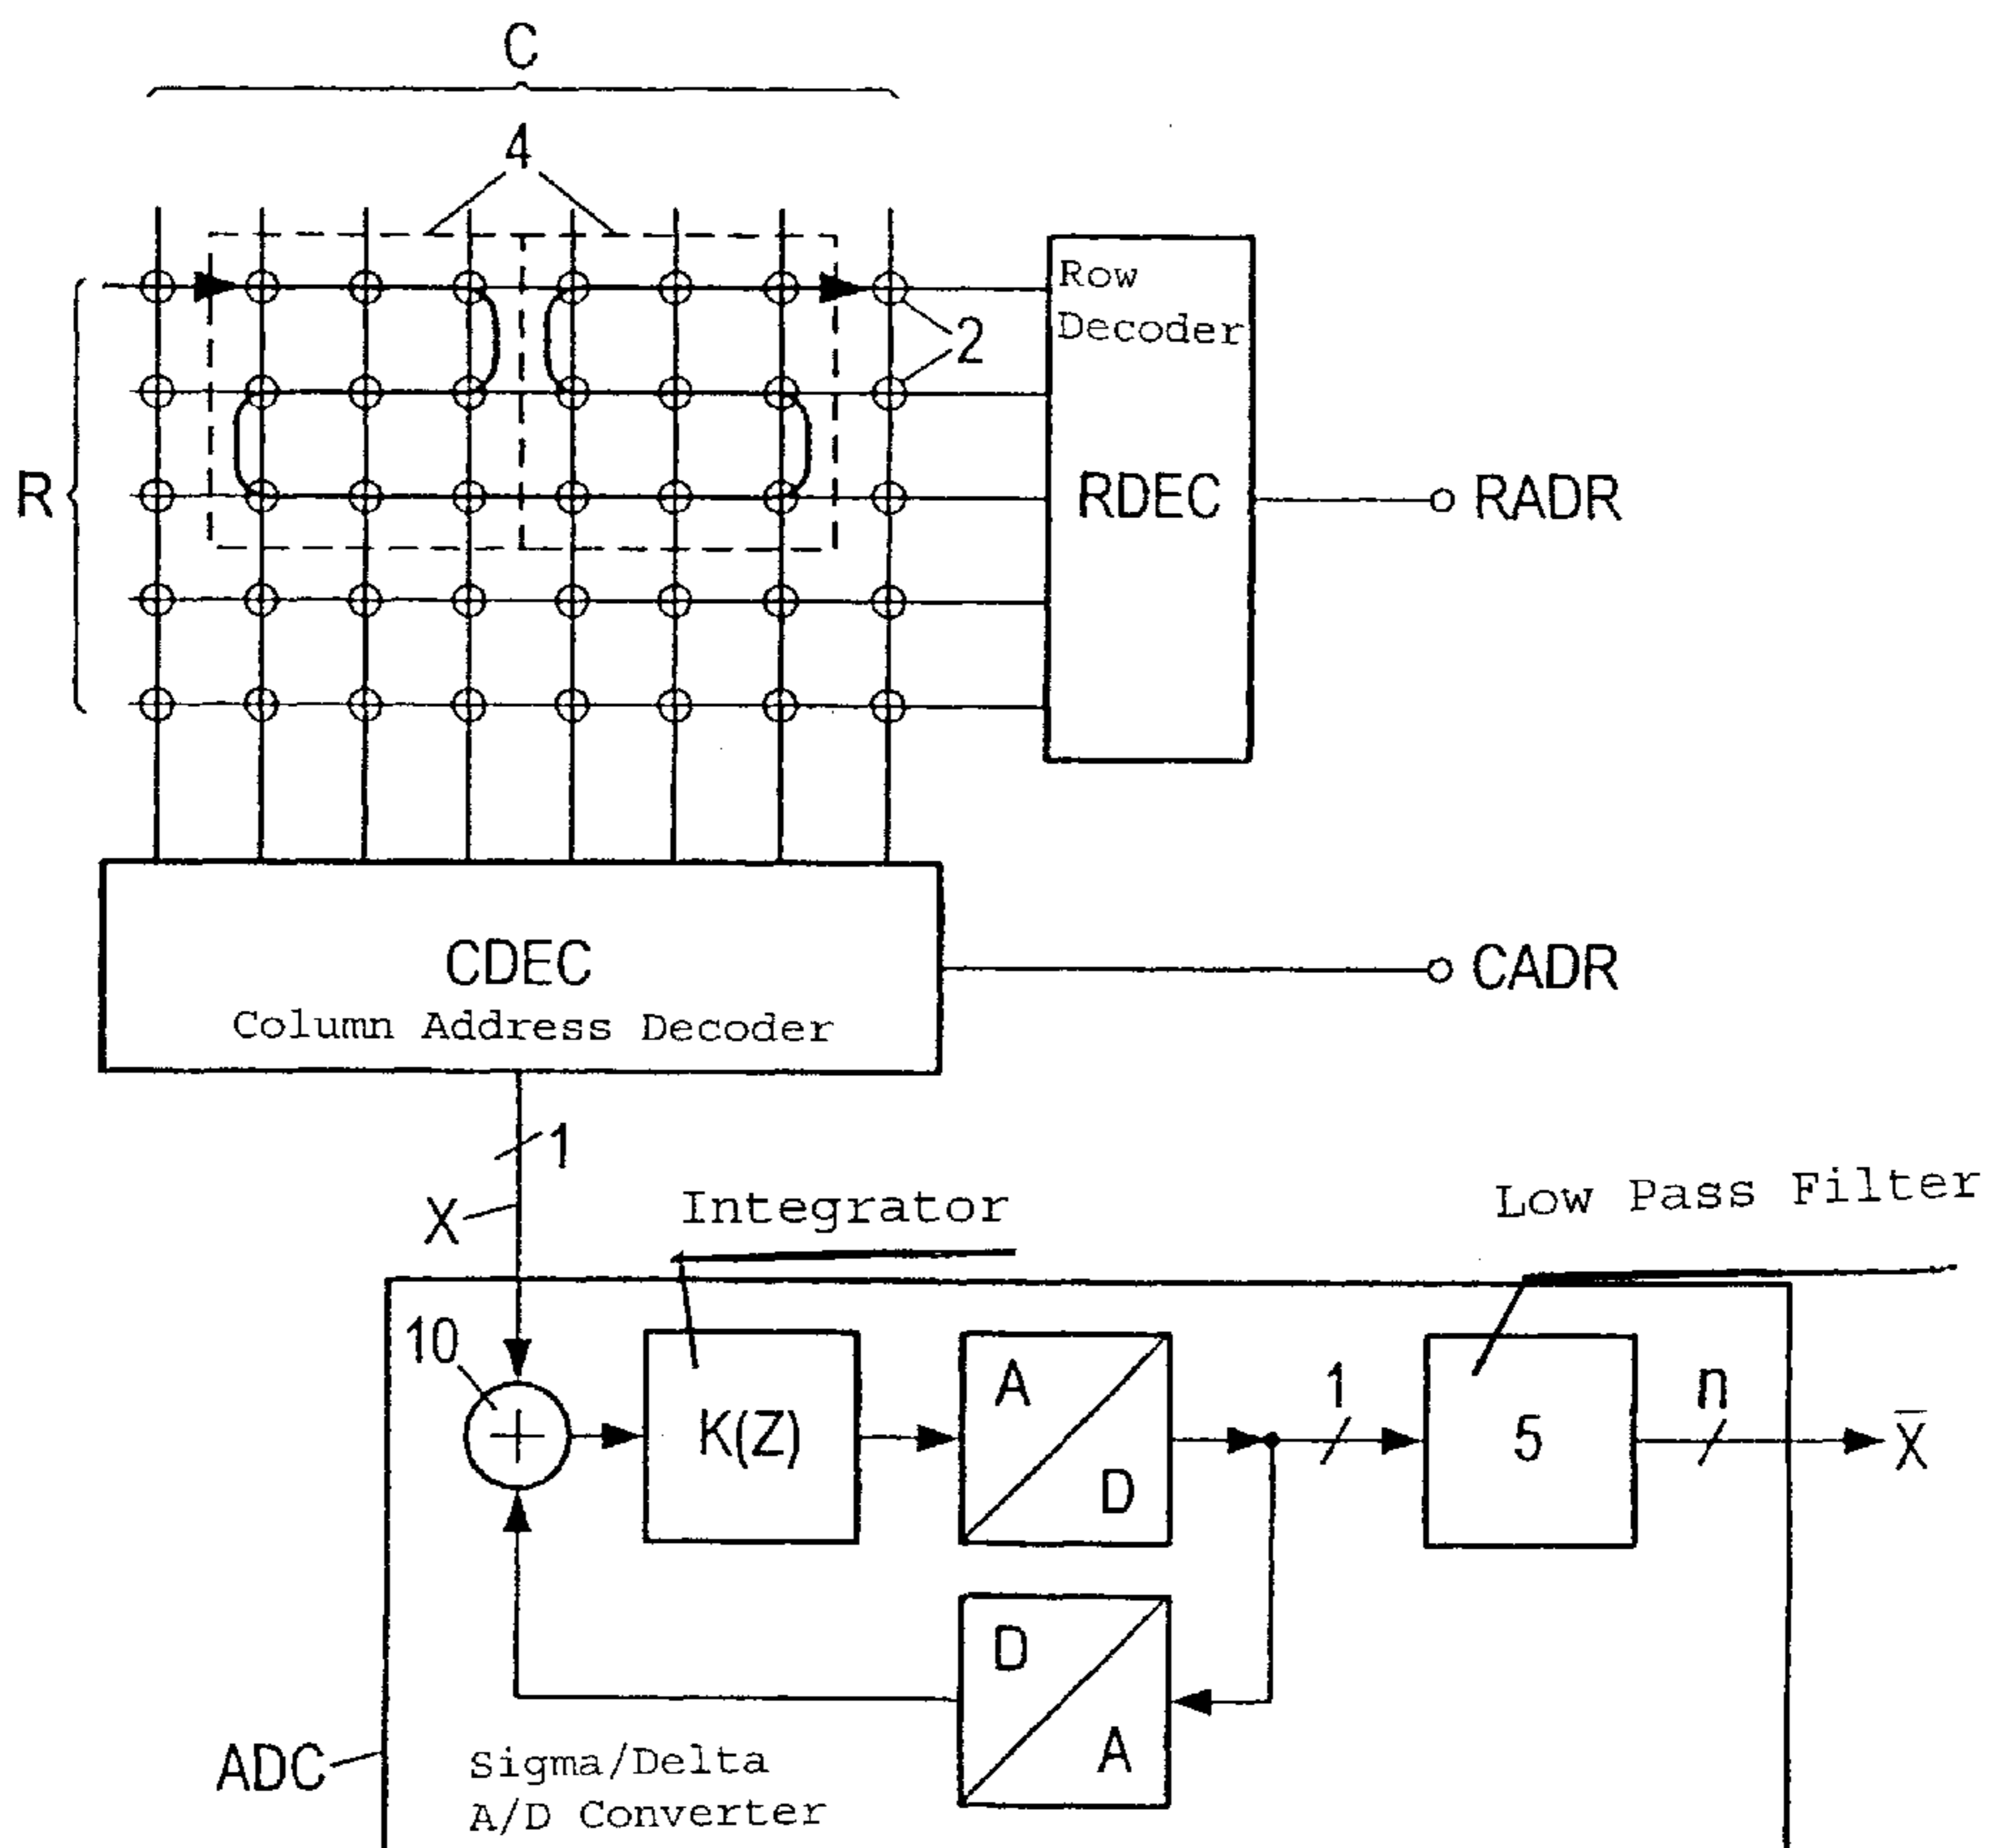 C
4
Row
Decoder
2
R
RDEC
RADR
CDEC
CADR
Column Address Decoder
1
X
Integrator
Low Pass Filter
10
K(Z)
A
D
1
5
n
X̄
D
A
ADC
Sigma/Delta
A/D Converter